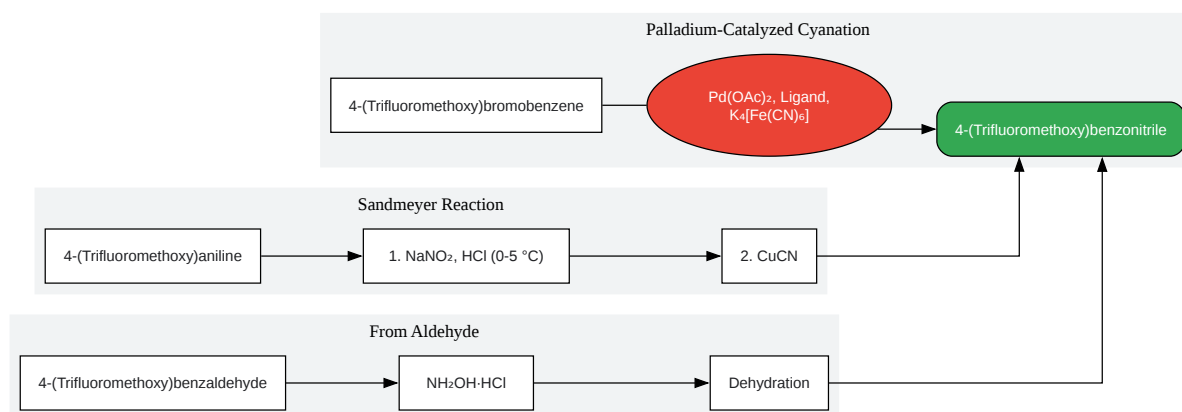 Palladium-Catalyzed Cyanation
4-(Trifluoromethoxy)bromobenzene
Pd(OAc)₂, Ligand,
K₄[Fe(CN)₆]
4-(Trifluoromethoxy)benzonitrile
Sandmeyer Reaction
4-(Trifluoromethoxy)aniline
1. NaNO₂, HCl (0-5 °C)
2. CuCN
From Aldehyde
4-(Trifluoromethoxy)benzaldehyde
NH₂OH·HCl
Dehydration